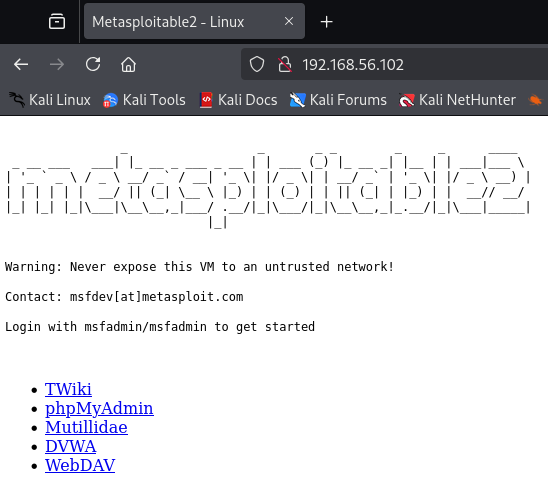 Metasploitable2 - Linux
192.168.56.102
Kali Linux Kali Tools Kali Docs Kali Forums Kali NetHunter
metasploitable2
Warning: Never expose this VM to an untrusted network!
Contact: msfdev[at]metasploit.com
Login with msfadmin/msfadmin to get started
TWiki
phpMyAdmin
Mutillidae
DVWA
WebDAV